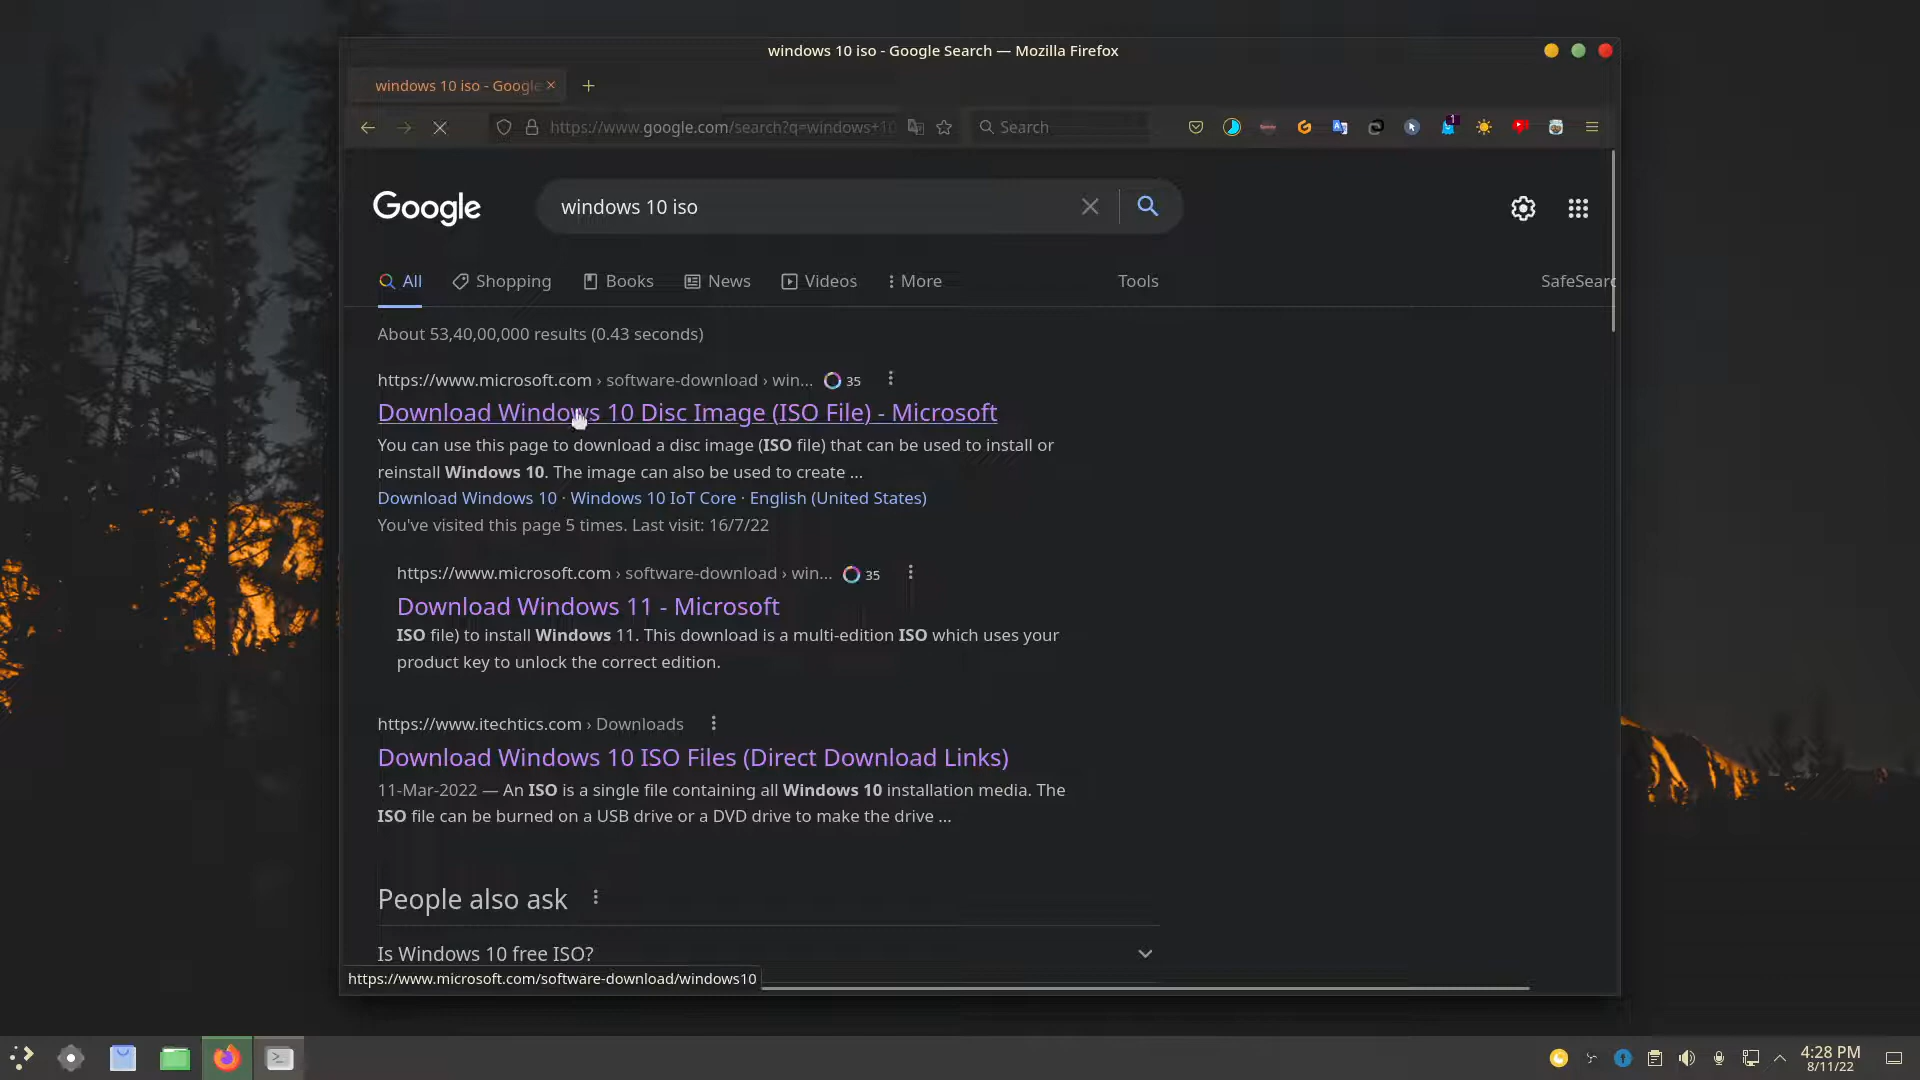 windows 10 iso - Google Search — Mozilla Firefox
windows 10 iso - Google
https://www.google.com/search?q=windows+10
Search
1
Google
windows 10 iso
All
Shopping
Books
News
Videos
More
Tools
SafeSearc
About 53,40,00,000 results (0.43 seconds)
https://www.microsoft.com › software-download › win... 35
Download Windows 10 Disc Image (ISO File) - Microsoft
You can use this page to download a disc image (ISO file) that can be used to install or
reinstall Windows 10. The image can also be used to create ...
Download Windows 10 · Windows 10 IoT Core · English (United States)
You've visited this page 5 times. Last visit: 16/7/22
https://www.microsoft.com › software-download › win... 35
Download Windows 11 - Microsoft
ISO file) to install Windows 11. This download is a multi-edition ISO which uses your
product key to unlock the correct edition.
https://www.itechtics.com › Downloads
Download Windows 10 ISO Files (Direct Download Links)
11-Mar-2022 — An ISO is a single file containing all Windows 10 installation media. The
ISO file can be burned on a USB drive or a DVD drive to make the drive ...
People also ask
Is Windows 10 free ISO?
https://www.microsoft.com/software-download/windows10
4:28 PM
8/11/22